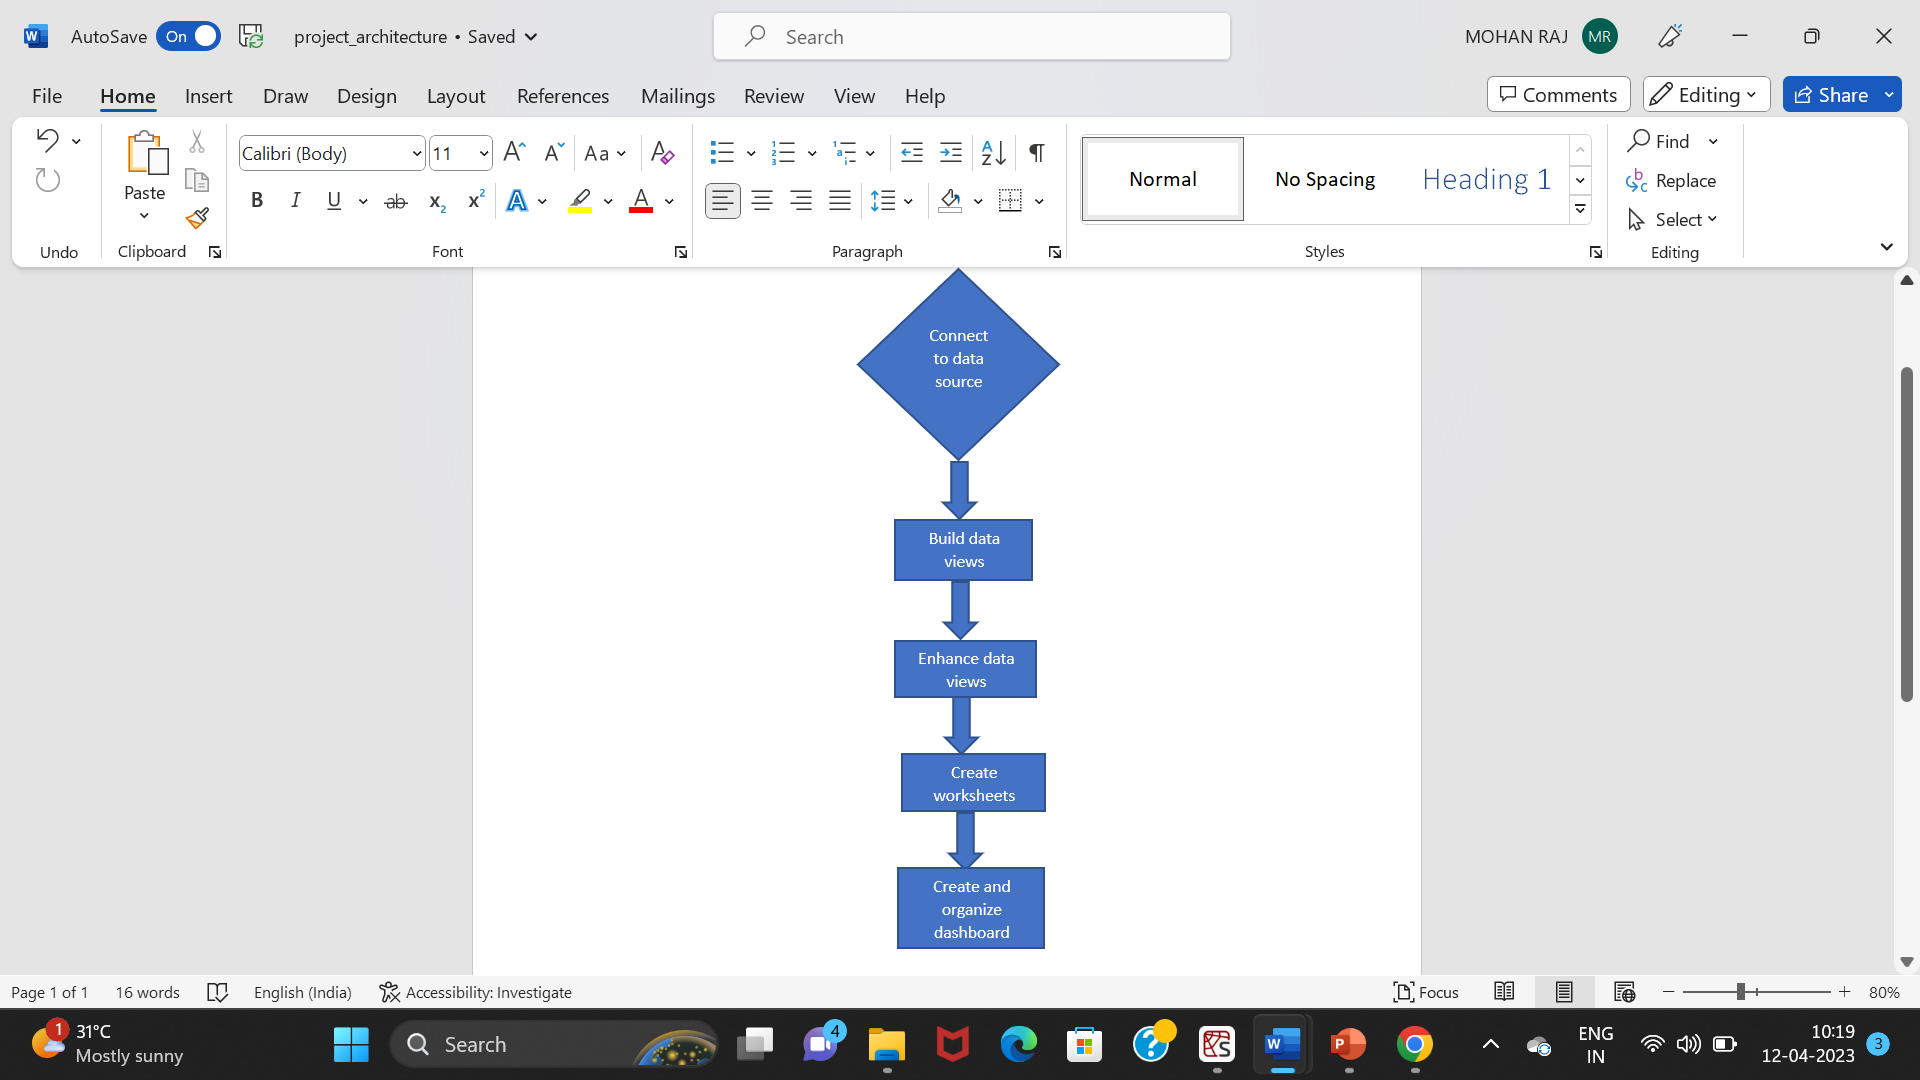 AutoSave On project_architecture • Saved Search MOHAN RAJ MR
File Home Insert Draw Design Layout References Mailings Review View Help Comments Editing Share
Paste Calibri (Body) 11 Aa Normal No Spacing Heading 1 Find Replace Select
Undo Clipboard Font Paragraph Styles Editing
Connect
to data
source
Build data
views
Enhance data
views
Create
worksheets
Create and
organize
dashboard
Page 1 of 1 16 words English (India) Accessibility: Investigate Focus 80%
1 31°C
Mostly sunny
Search
4
ENG
IN
10:19
12-04-2023
3